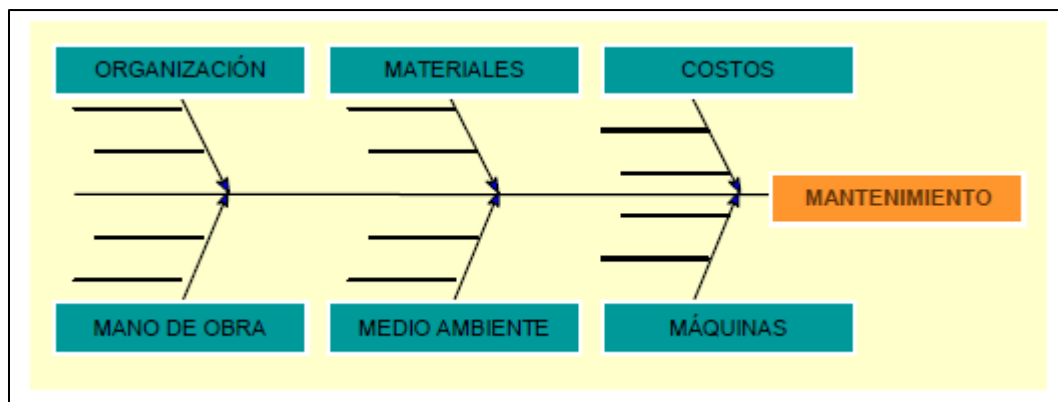 ORGANIZACIÓN
MATERIALES
COSTOS
MANTENIMIENTO
MANO DE OBRA
MEDIO AMBIENTE
MÁQUINAS